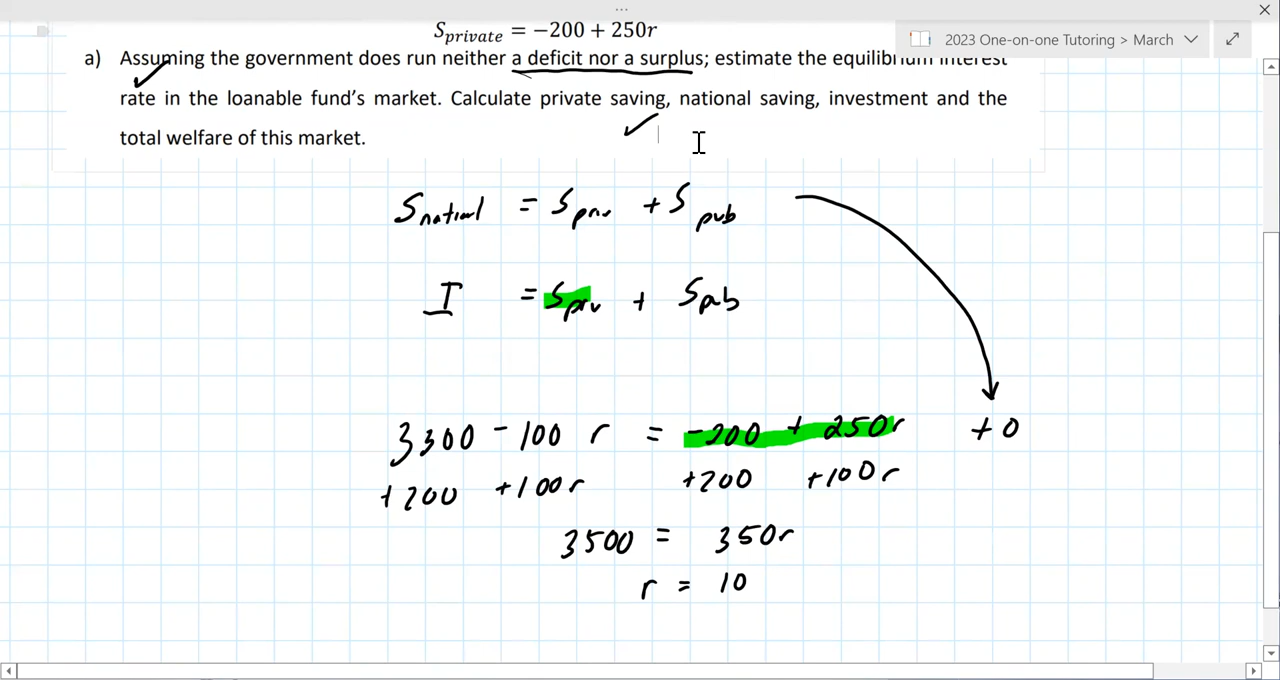 S_private = −200 + 250r
2023 One-on-one Tutoring > March
a) Assuming the government does run neither a deficit nor a surplus; estimate the equilibrium interest
rate in the loanable fund's market. Calculate private saving, national saving, investment and the
total welfare of this market.
S_national = S_priv + S_pub
I = S_priv + S_pub
3300 - 100 r = -200 + 250r + 0
+200 +100r +200 +100r
3500 = 350r
r = 10